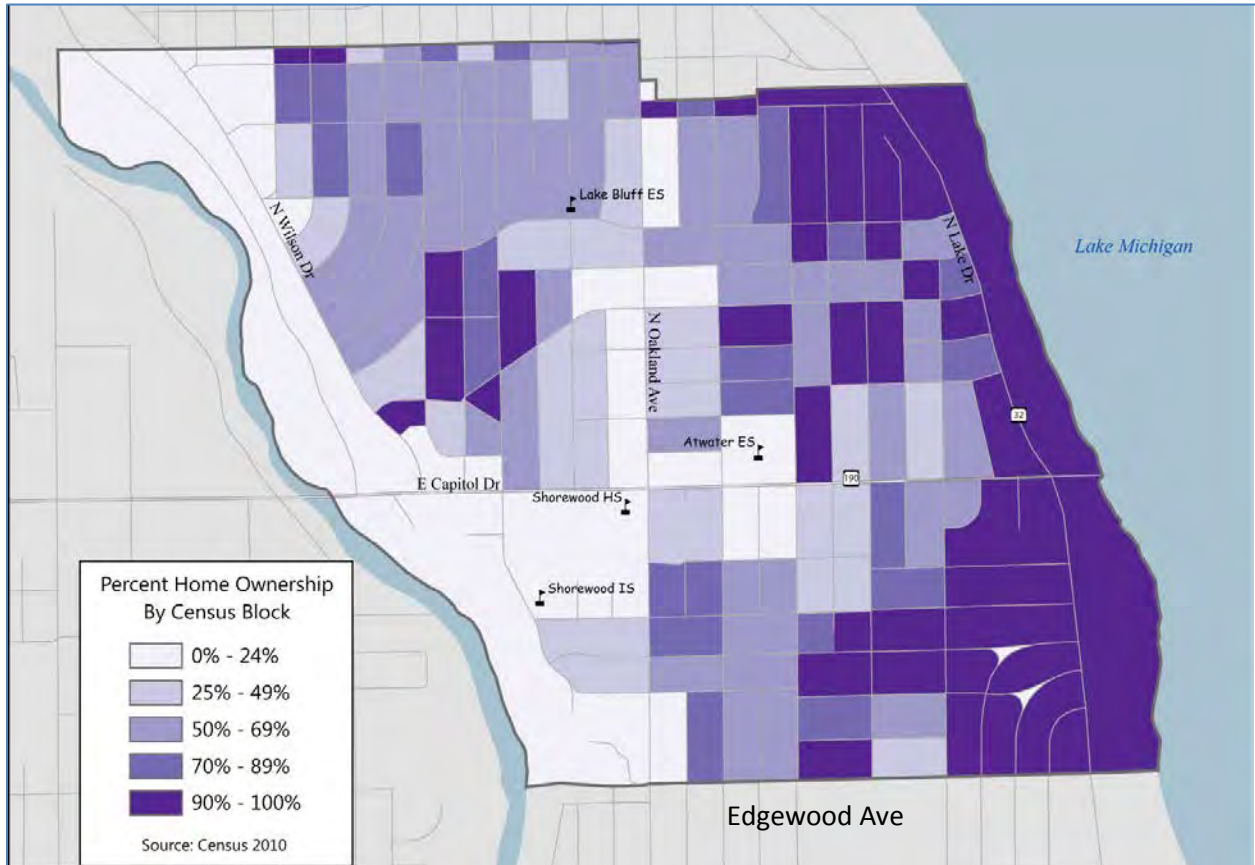 Lake Bluff ES
N Wilson Dr
N Lake Dr
Lake Michigan
N Oakland Ave
32
Atwater ES
E Capitol Dr
190
Shorewood HS
Shorewood IS
Percent Home Ownership
By Census Block
0% - 24%
25% - 49%
50% - 69%
70% - 89%
90% - 100%
Source: Census 2010
Edgewood Ave